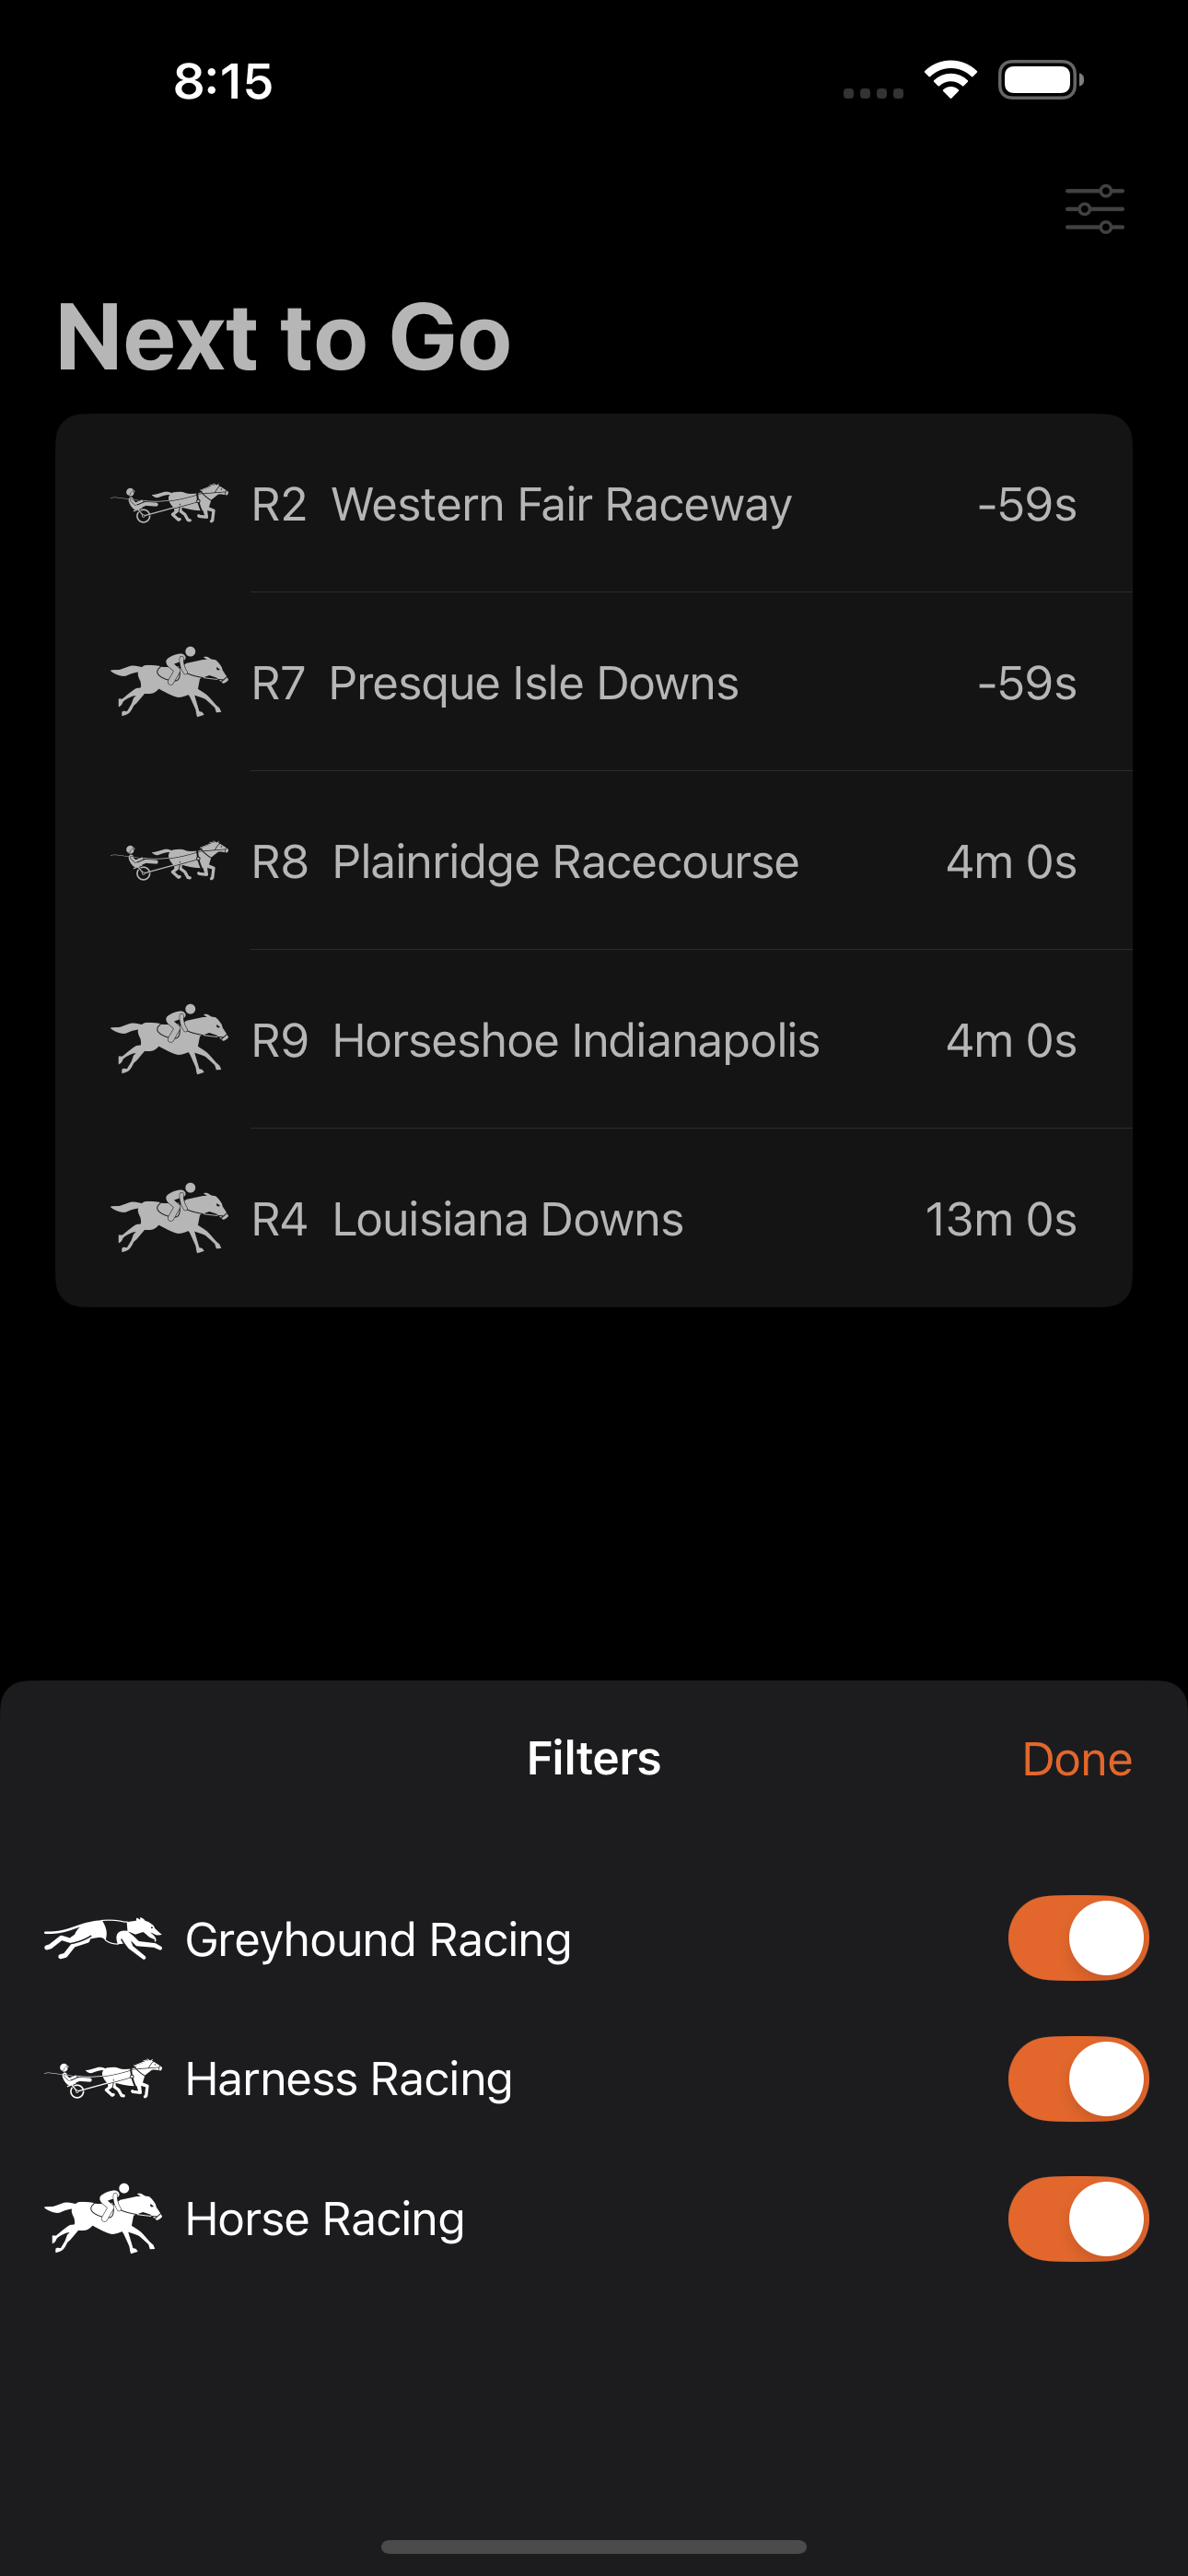 8:15
Next to Go
R2 Western Fair Raceway -59s
R7 Presque Isle Downs -59s
R8 Plainridge Racecourse 4m 0s
R9 Horseshoe Indianapolis 4m 0s
R4 Louisiana Downs 13m 0s
Filters Done
Greyhound Racing
Harness Racing
Horse Racing